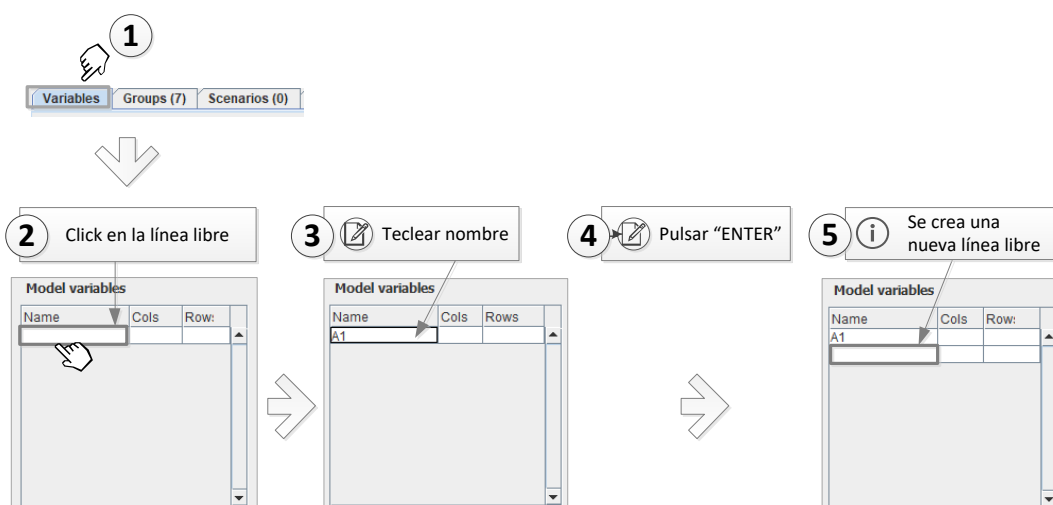 1
Variables Groups (7) Scenarios (0)
2 Click en la línea libre
3 Teclear nombre
4 Pulsar “ENTER”
5 i Se crea una
nueva línea libre
Model variables
Name Cols Row:
Model variables
Name Cols Rows
A1
Model variables
Name Cols Row:
A1